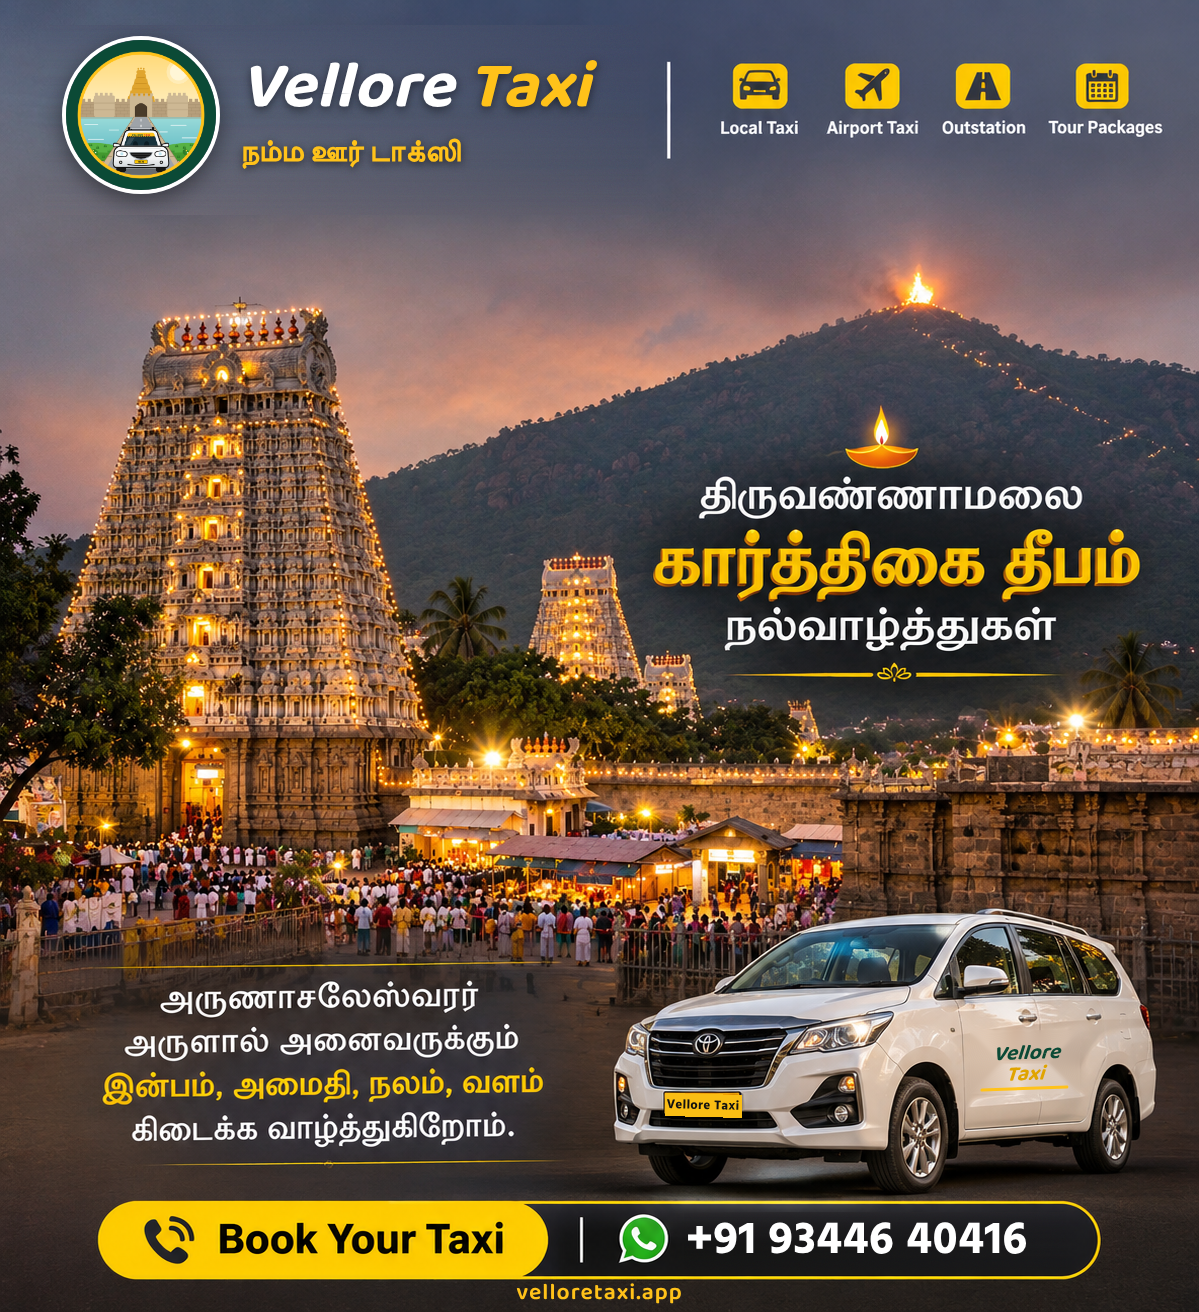 Vellore Taxi
நம்ம ஊர் டாக்ஸி
Local Taxi
Airport Taxi
Outstation
Tour Packages
திருவண்ணாமலை
கார்த்திகை தீபம்
நல்வாழ்த்துகள்
அருணாசலேஸ்வரர்
அருளால் அனைவருக்கும்
இன்பம், அமைதி, நலம், வளம்
கிடைக்க வாழ்த்துகிறோம்.
Vellore
Taxi
Vellore Taxi
Book Your Taxi
+91 93446 40416
velloretaxi.app